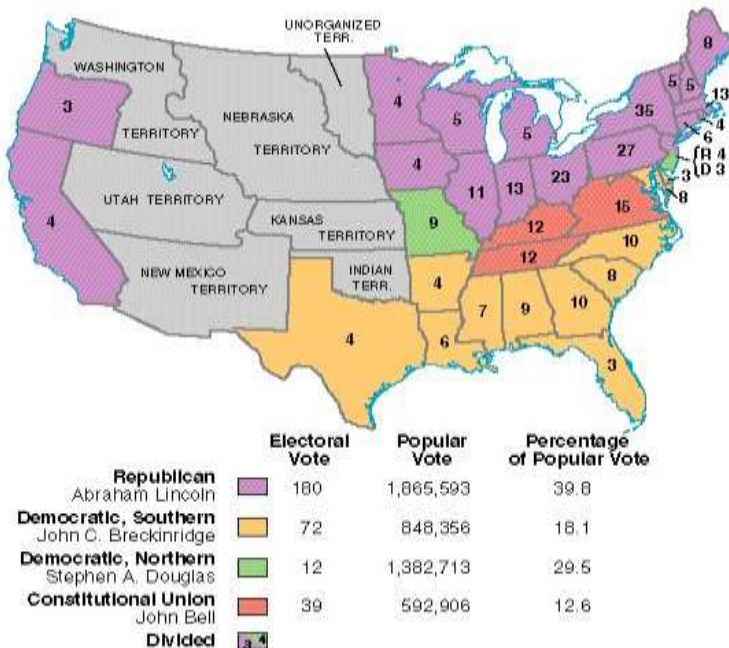 UNORGANIZED
TERR.
WASHINGTON
TERRITORY
NEBRASKA
TERRITORY
UTAH TERRITORY
KANSAS
TERRITORY
NEW MEXICO
TERRITORY
INDIAN
TERR.
3
4
4
5
5
4
11
13
23
27
35
5
5
8
13
4
6
R 4
D 3
3
8
9
12
15
12
10
8
4
7
9
10
4
6
3
Electoral Vote Popular Vote Percentage of Popular Vote
Republican
Abraham Lincoln 180 1,865,593 39.8
Democratic, Southern
John C. Breckinridge 72 848,356 18.1
Democratic, Northern
Stephen A. Douglas 12 1,382,713 29.5
Constitutional Union
John Bell 39 592,906 12.6
Divided
3 4